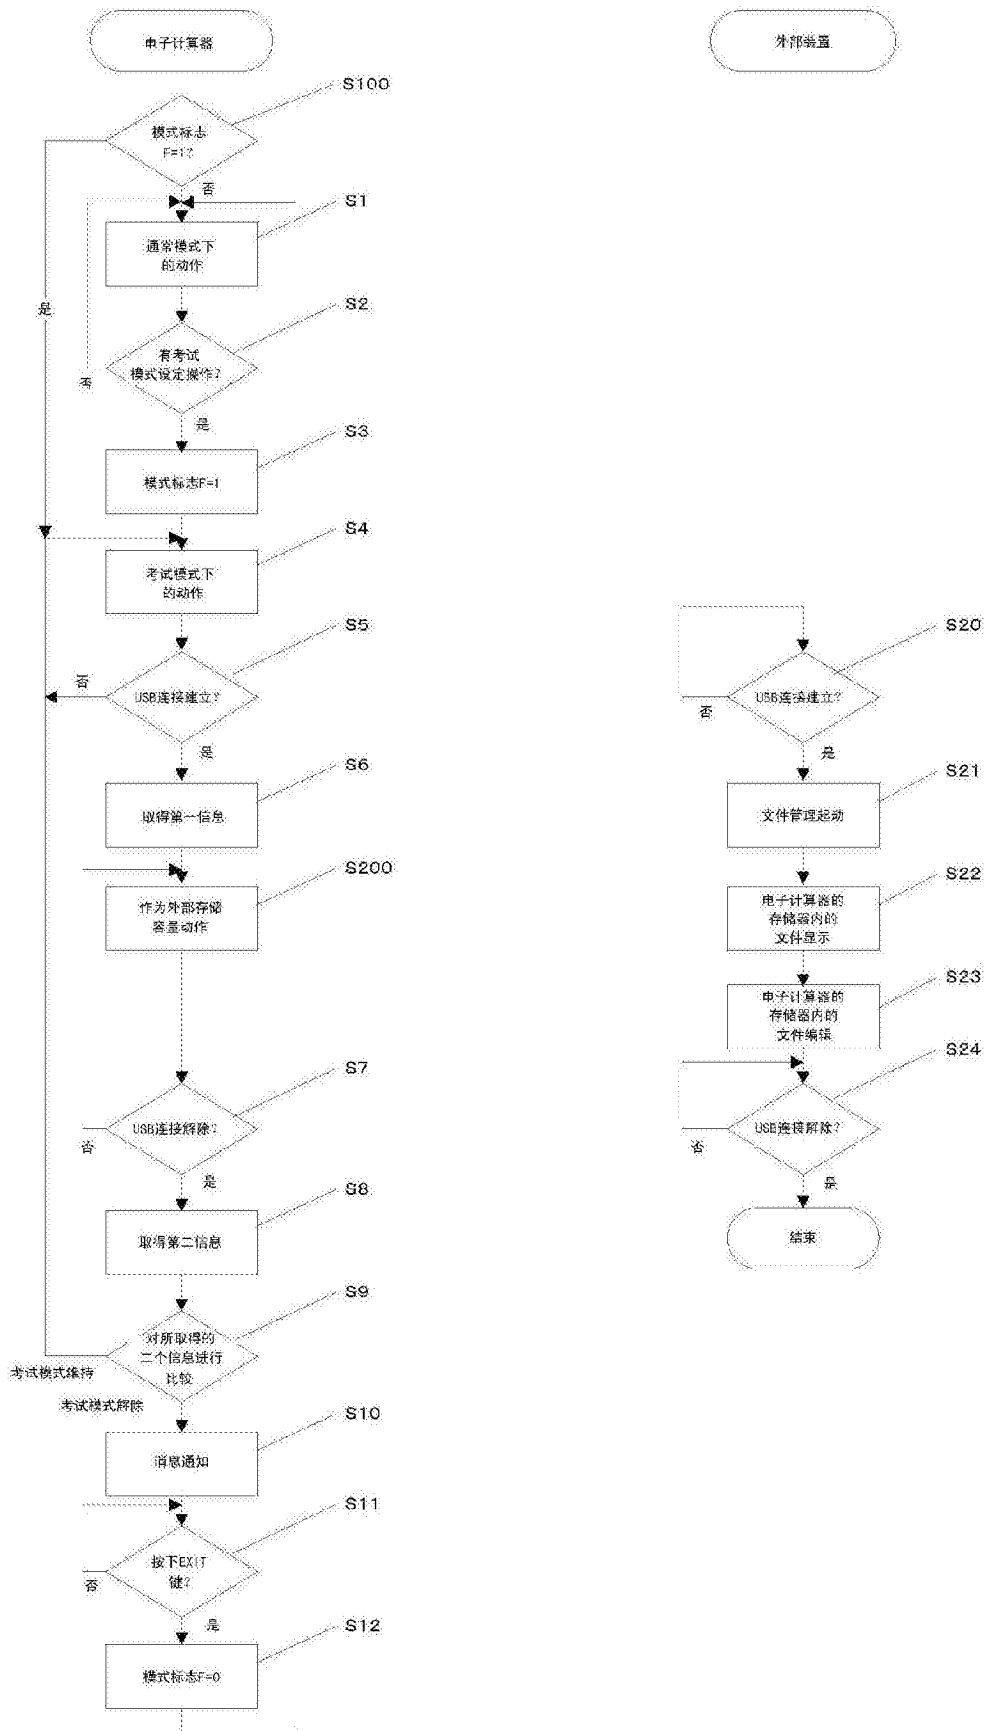 电子计算器
S100
模式标志
F=1?
否
S1
通常模式下
的动作
是
S2
有考试
模式设定操作?
否
是
S3
模式标志F=1
S4
考试模式下
的动作
S5
否
USB连接建立?
是
S6
取得第一信息
S200
作为外部存储
容量动作
S7
USB连接解除?
否
是
S8
取得第二信息
S9
对所取得的
二个信息进行
比较
考试模式维持
考试模式解除
S10
消息通知
S11
按下EXIT
键?
否
是
S12
模式标志F=0
外部装置
S20
USB连接建立?
否
是
S21
文件管理起动
S22
电子计算器的
存储器内的
文件显示
S23
电子计算器的
存储器内的
文件编辑
S24
USB连接解除?
否
是
结束